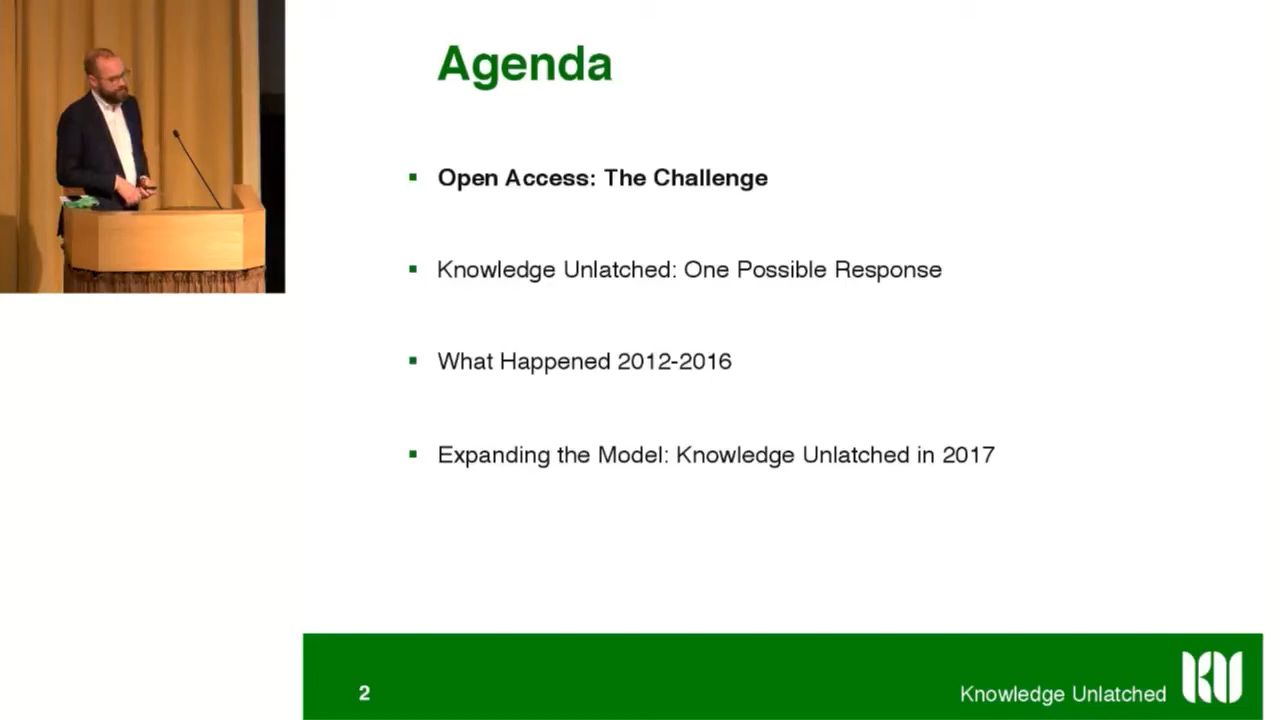 Agenda
Open Access: The Challenge
Knowledge Unlatched: One Possible Response
What Happened 2012-2016
Expanding the Model: Knowledge Unlatched in 2017
2
Knowledge Unlatched
KU